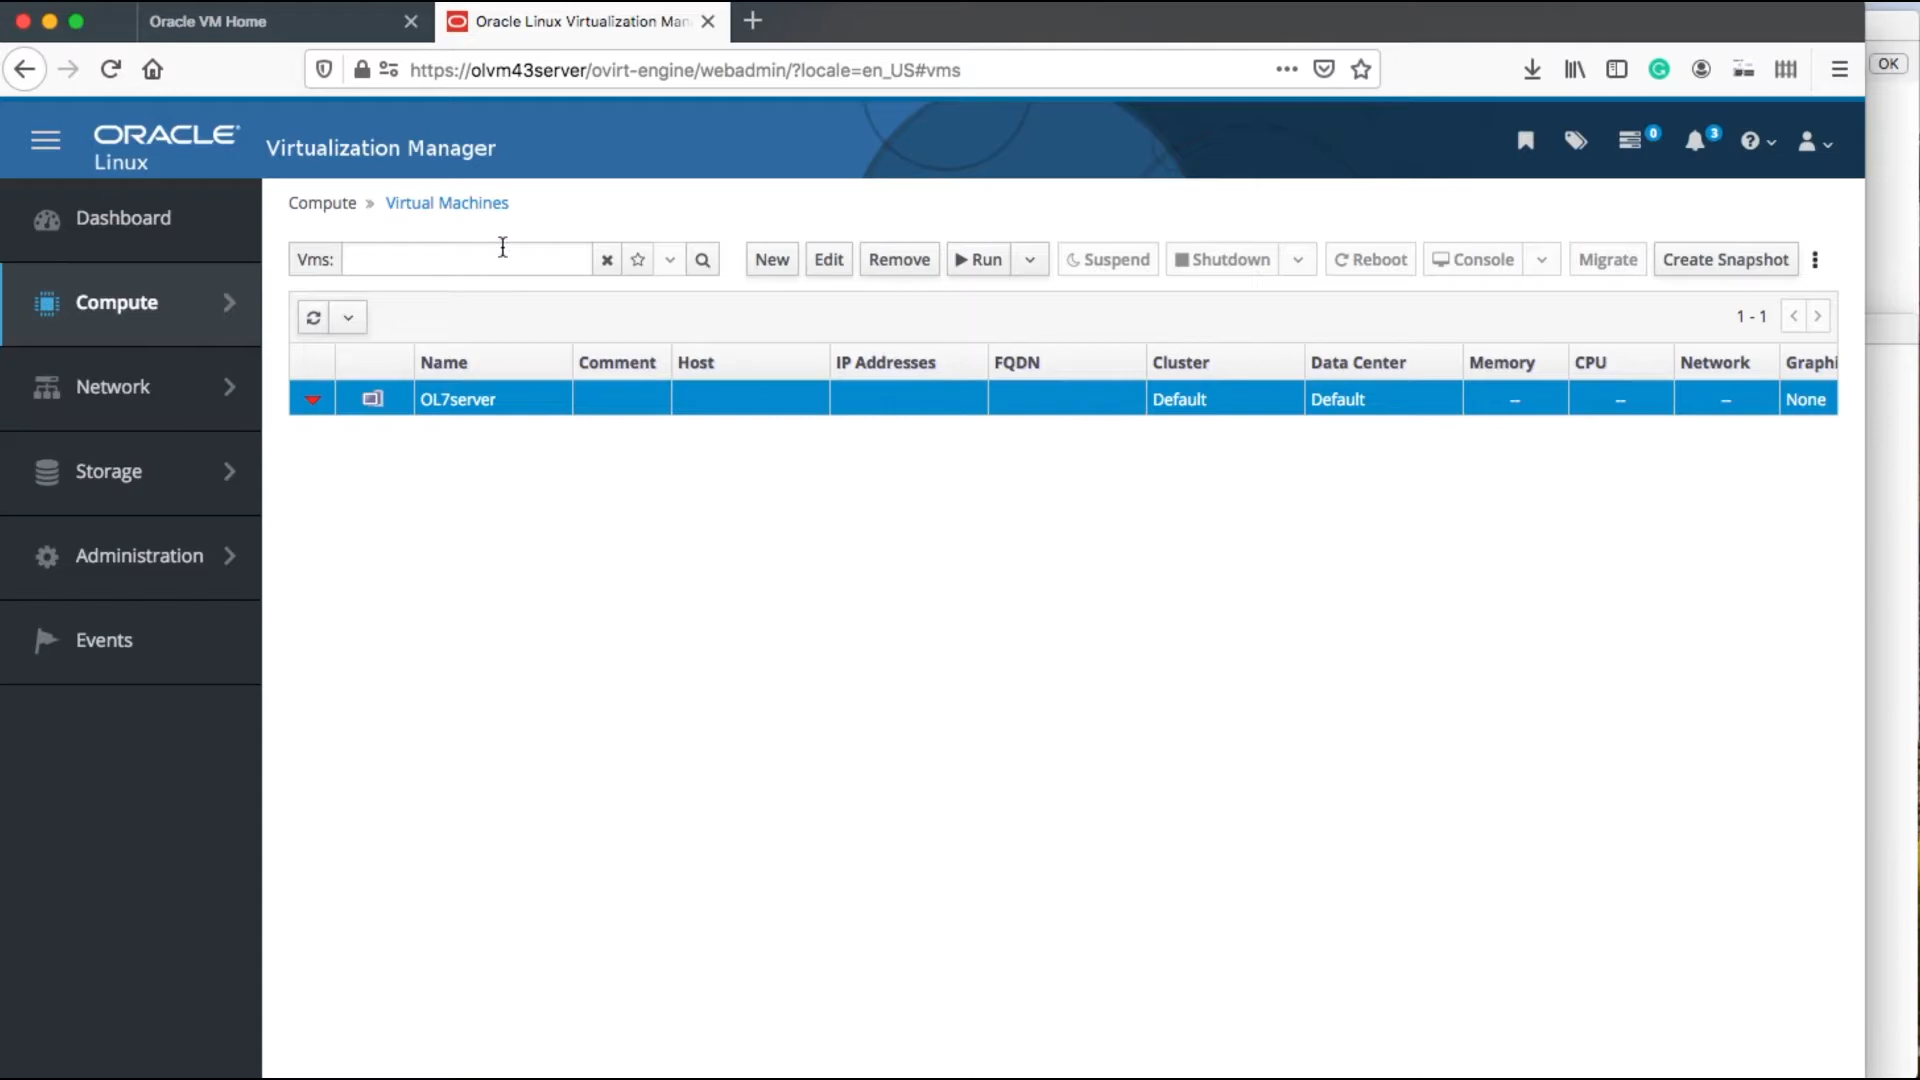 Oracle VM Home
Oracle Linux Virtualization Man
https://olvm43server/ovirt-engine/webadmin/?locale=en_US#vms
OK
ORACLE
Linux
Virtualization Manager
0
3
Dashboard
Compute
Network
Storage
Administration
Events
Compute » Virtual Machines
Vms:
New
Edit
Remove
Run
Suspend
Shutdown
Reboot
Console
Migrate
Create Snapshot
1 - 1
Name Comment Host IP Addresses FQDN Cluster Data Center Memory CPU Network Graphi
OL7server Default Default -- -- -- None